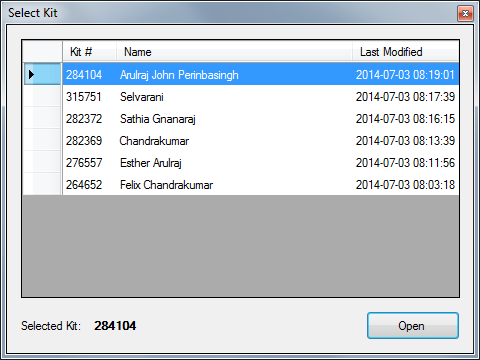 Select Kit
Kit # Name Last Modified
284104 Arulraj John Perinbasingh 2014-07-03 08:19:01
315751 Selvarani 2014-07-03 08:17:39
282372 Sathia Gnanaraj 2014-07-03 08:16:15
282369 Chandrakumar 2014-07-03 08:13:39
276557 Esther Arulraj 2014-07-03 08:11:56
264652 Felix Chandrakumar 2014-07-03 08:03:18
Selected Kit: 284104 Open